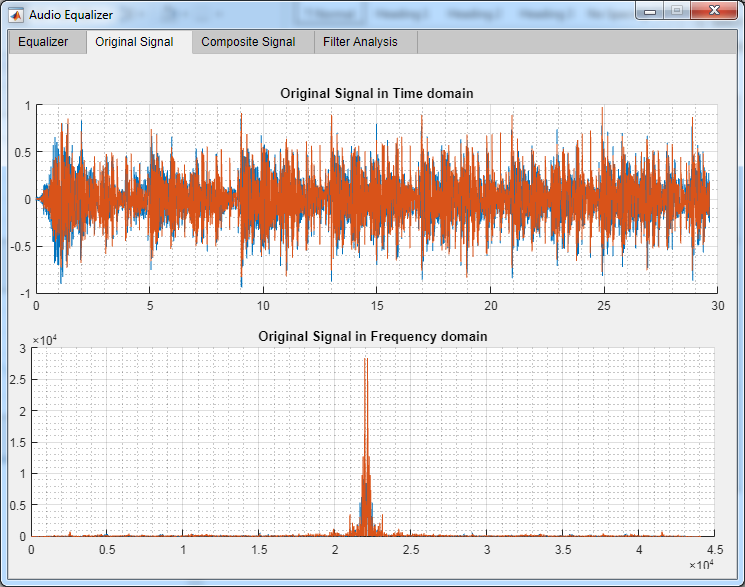 Audio Equalizer
Equalizer Original Signal Composite Signal Filter Analysis
Original Signal in Time domain
1
0.5
0
-0.5
-1
0 5 10 15 20 25 30
Original Signal in Frequency domain
×10⁴
3
2.5
2
1.5
1
0.5
0
0 0.5 1 1.5 2 2.5 3 3.5 4 4.5
×10⁴